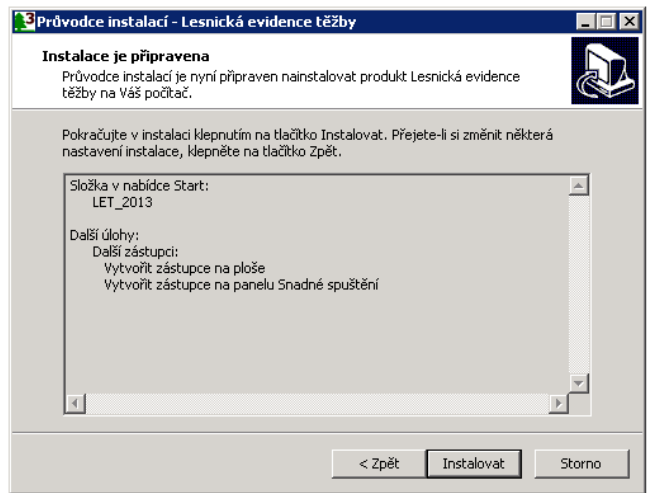 3 Průvodce instalací - Lesnická evidence těžby
Instalace je připravena
Průvodce instalací je nyní připraven nainstalovat produkt Lesnická evidence
těžby na Váš počítač.
Pokračujte v instalaci klepnutím na tlačítko Instalovat. Přejete-li si změnit některá
nastavení instalace, klepněte na tlačítko Zpět.
Složka v nabídce Start:
LET_2013
Další úlohy:
Další zástupci:
Vytvořit zástupce na ploše
Vytvořit zástupce na panelu Snadné spuštění
< Zpět Instalovat Storno